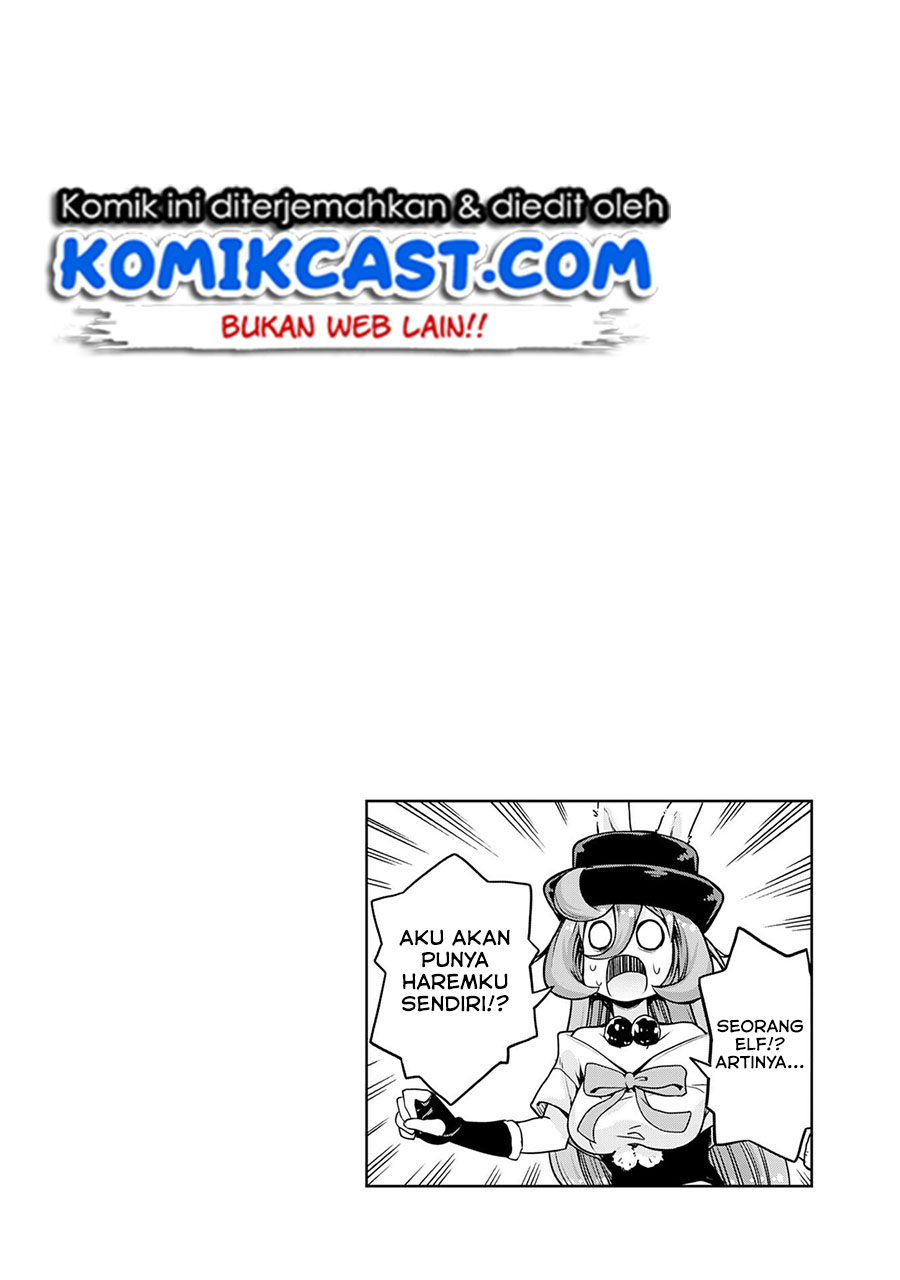 Komik ini diterjemahkan & diedit oleh
KOMIKCAST.COM
BUKAN WEB LAIN!!
SEORANG
ELF!?
ARTINYA...
AKU AKAN
PUNYA
HAREMKU
SENDIRI!?